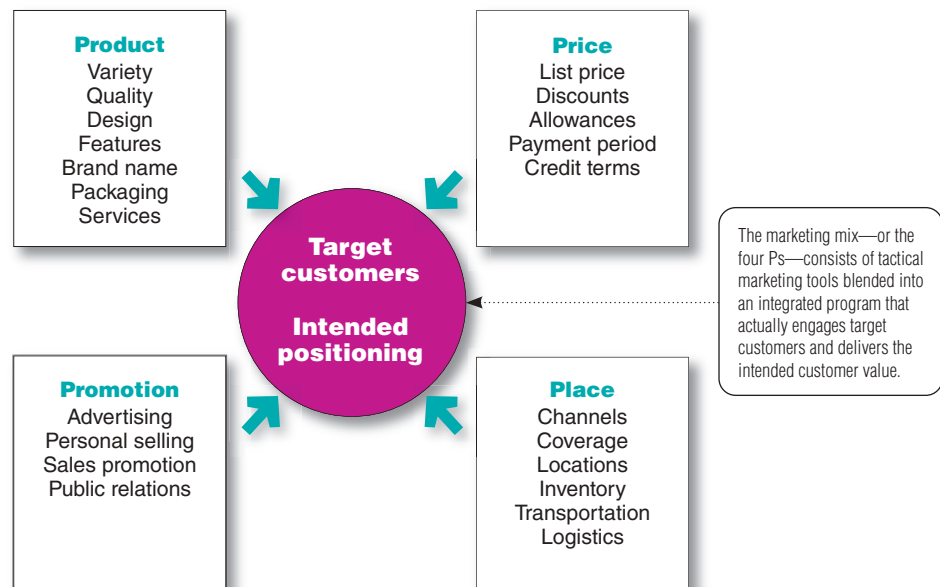 Product
Variety
Quality
Design
Features
Brand name
Packaging
Services
Price
List price
Discounts
Allowances
Payment period
Credit terms
Target
customers
Intended
positioning
The marketing mix—or the
four Ps—consists of tactical
marketing tools blended into
an integrated program that
actually engages target
customers and delivers the
intended customer value.
Promotion
Advertising
Personal selling
Sales promotion
Public relations
Place
Channels
Coverage
Locations
Inventory
Transportation
Logistics